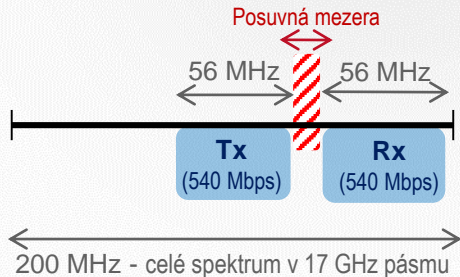 Posuvná mezera
56 MHz
56 MHz
Tx
(540 Mbps)
Rx
(540 Mbps)
200 MHz - celé spektrum v 17 GHz pásmu